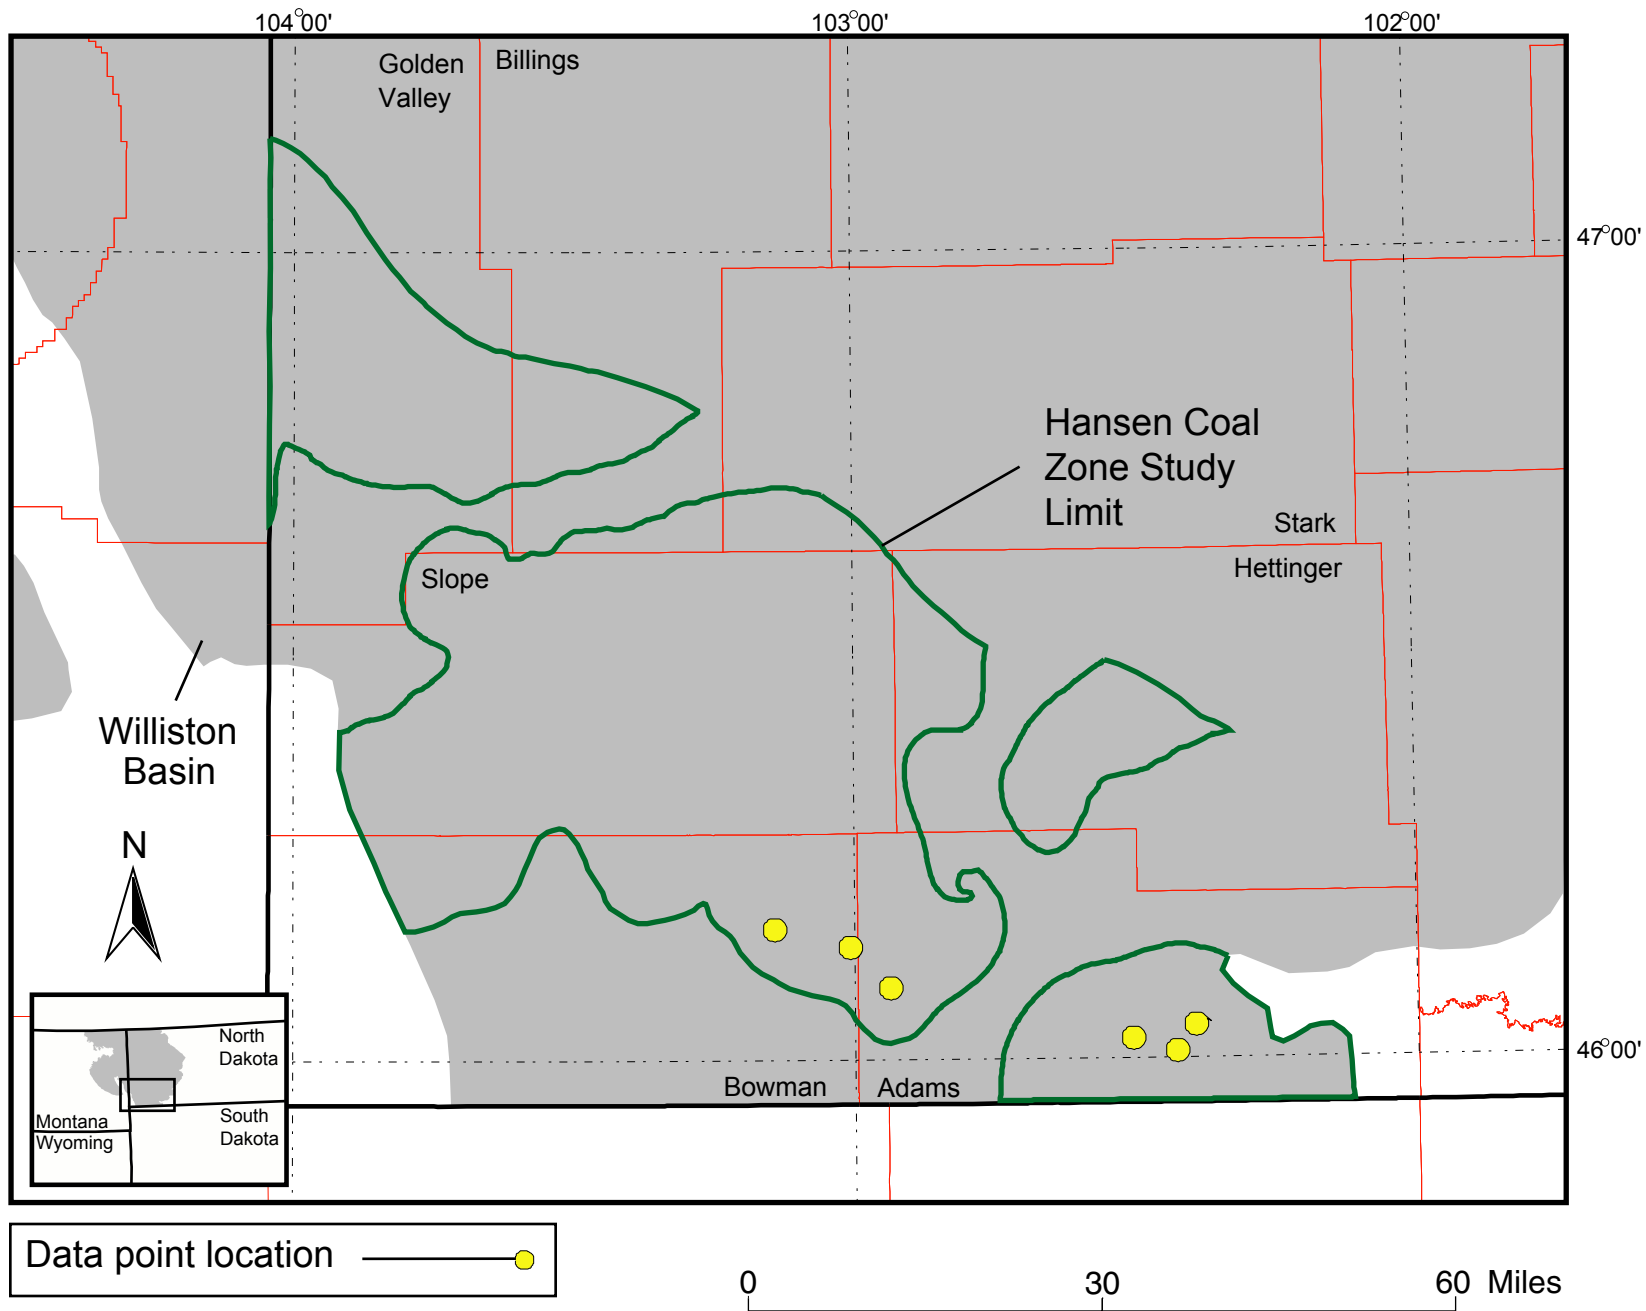 104°00'
103°00'
102°00'
Golden
Valley
Billings
47°00'
Hansen Coal
Zone Study
Limit
Stark
Hettinger
Slope
Williston
Basin
N
46°00'
Bowman
Adams
North
Dakota
Montana
Wyoming
South
Dakota
Data point location
0
30
60 Miles